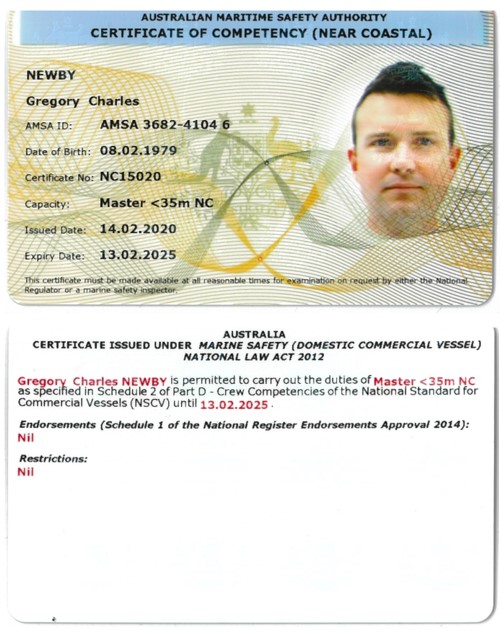 AUSTRALIAN MARITIME SAFETY AUTHORITY
CERTIFICATE OF COMPETENCY (NEAR COASTAL)
NEWBY
Gregory Charles
AMSA ID: AMSA 3682-4104 6
Date of Birth: 08.02.1979
Certificate No: NC15020
Capacity: Master <35m NC
Issued Date: 14.02.2020
Expiry Date: 13.02.2025
This certificate must be made available at all reasonable times for examination on request by either the National
Regulator or a marine safety inspector.
AUSTRALIA
CERTIFICATE ISSUED UNDER MARINE SAFETY (DOMESTIC COMMERCIAL VESSEL)
NATIONAL LAW ACT 2012
Gregory Charles NEWBY is permitted to carry out the duties of Master <35m NC
as specified in Schedule 2 of Part D - Crew Competencies of the National Standard for
Commercial Vessels (NSCV) until 13.02.2025.
Endorsements (Schedule 1 of the National Register Endorsements Approval 2014):
Nil
Restrictions:
Nil